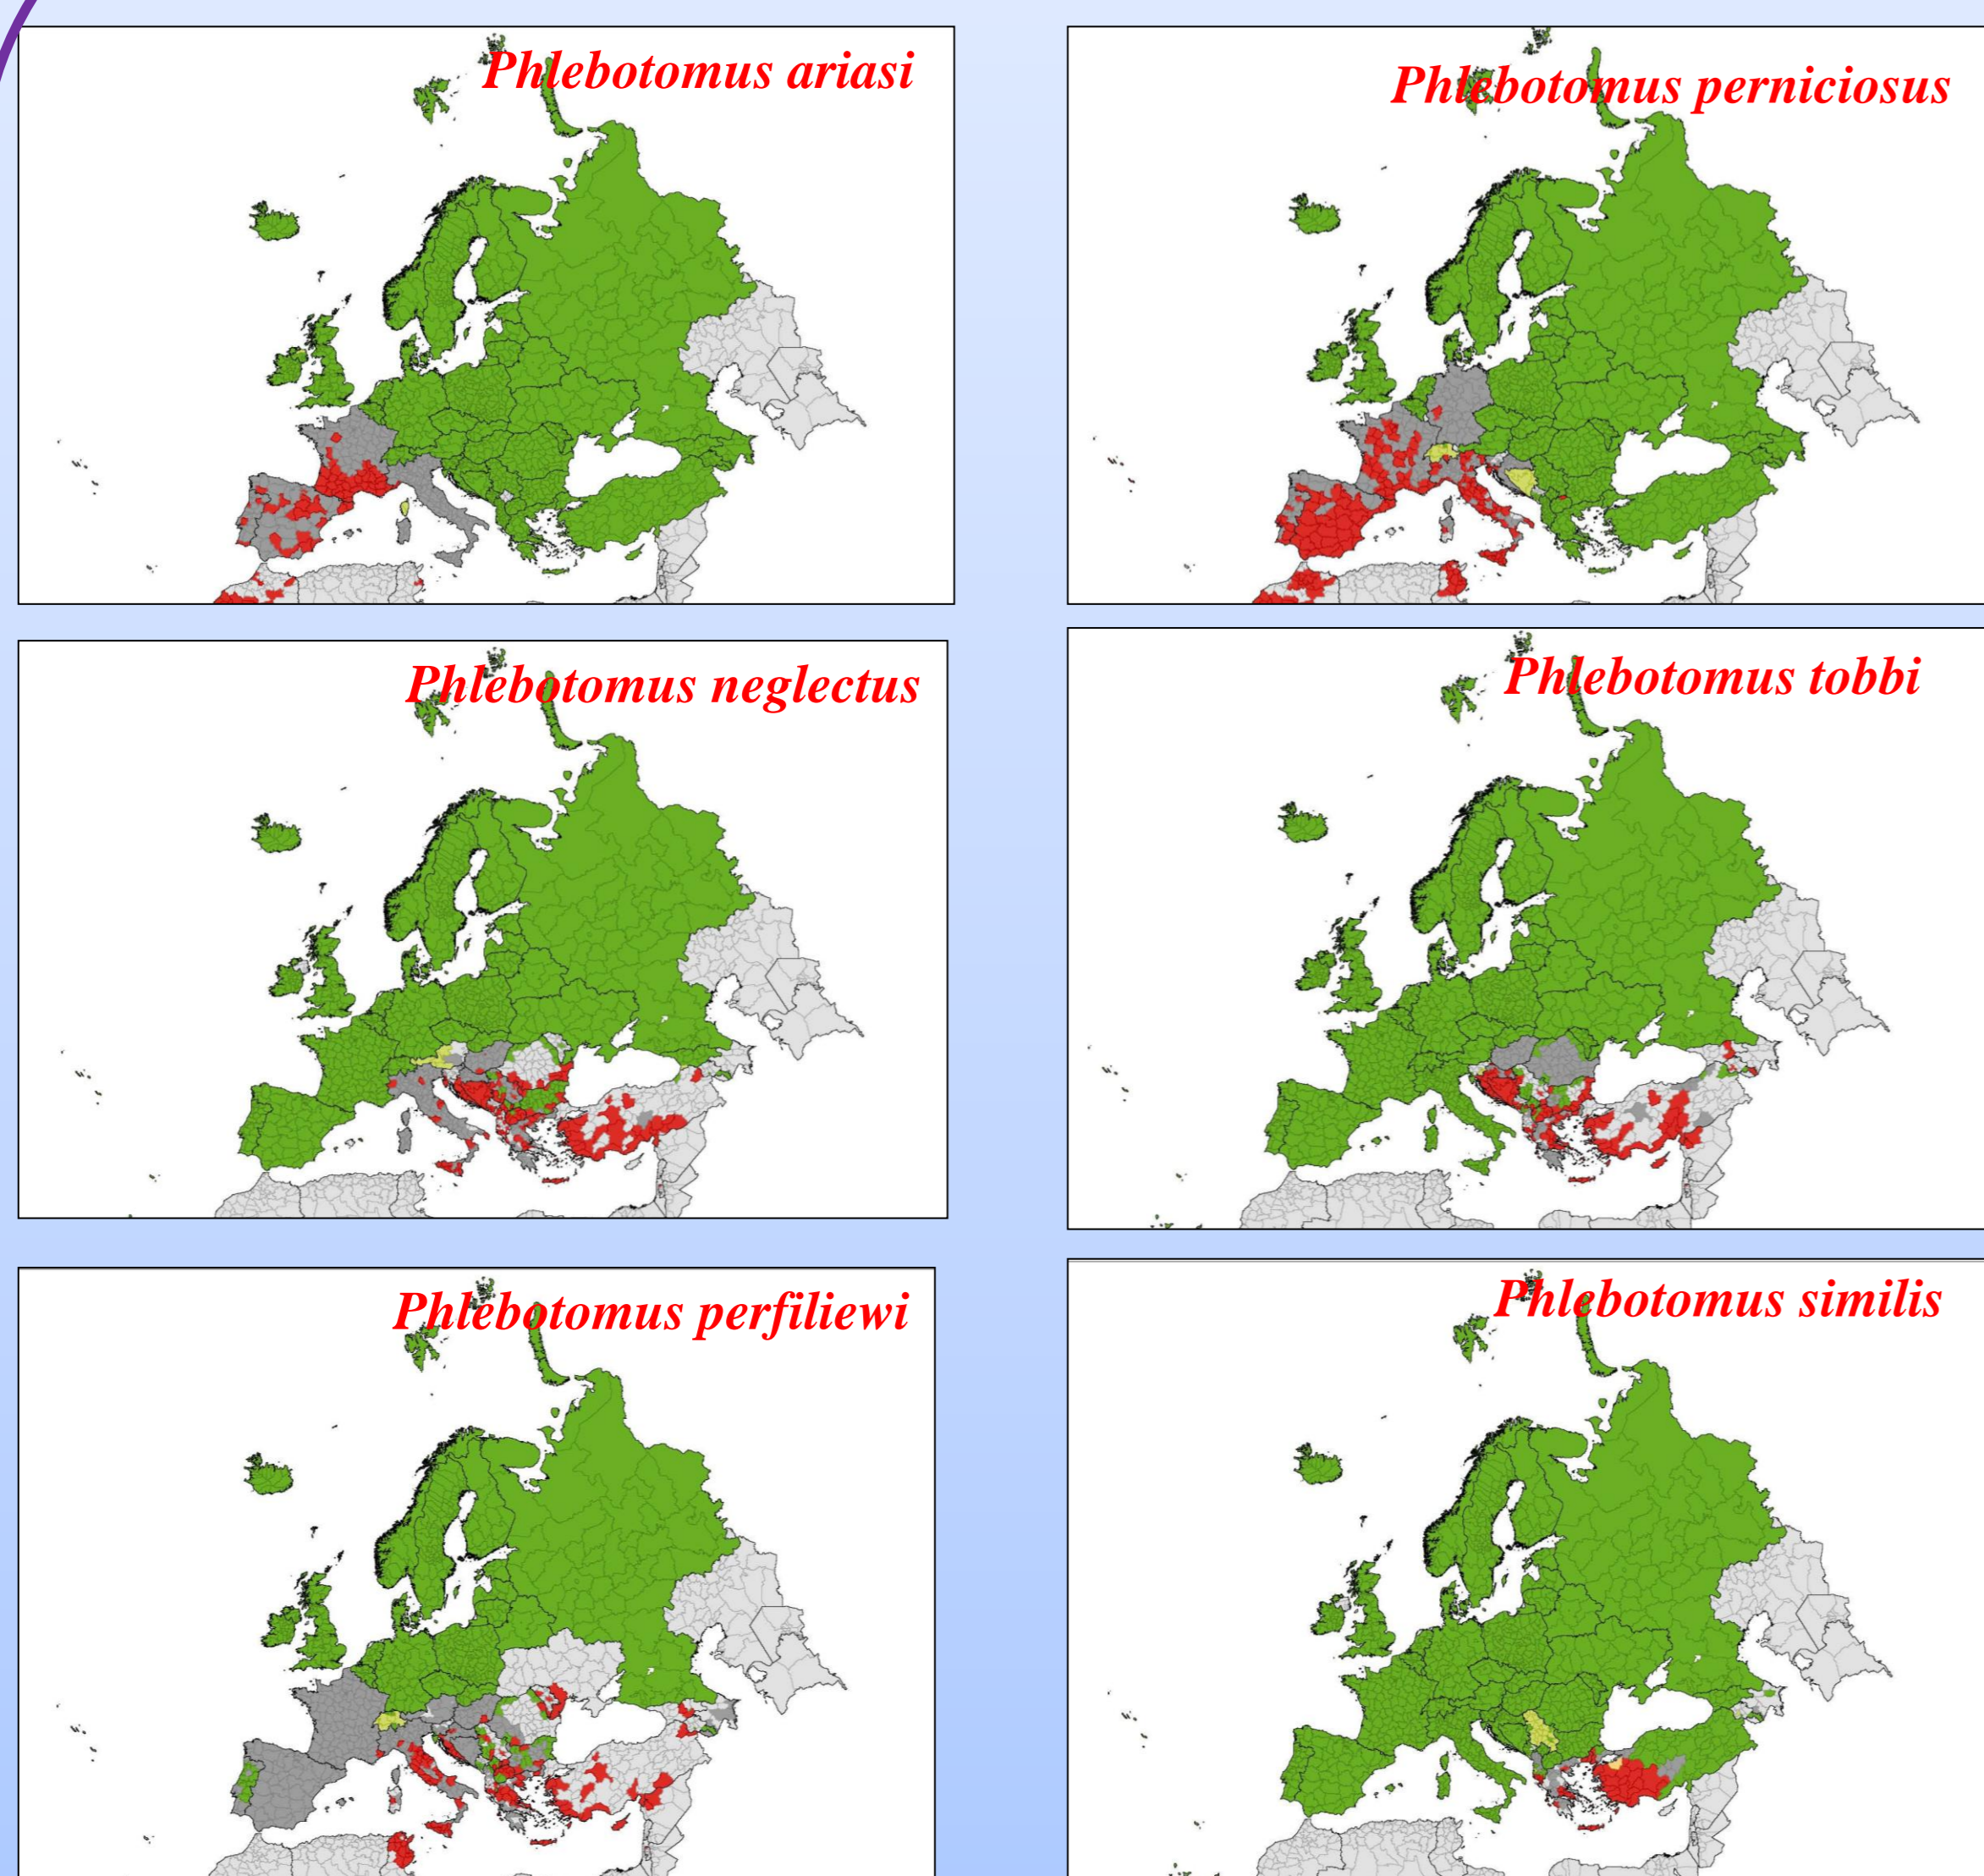 Phlebotomus ariasi
Phlebotomus perniciosus
Phlebotomus neglectus
Phlebotomus tobbi
Phlebotomus perfiliewi
Phlebotomus similis